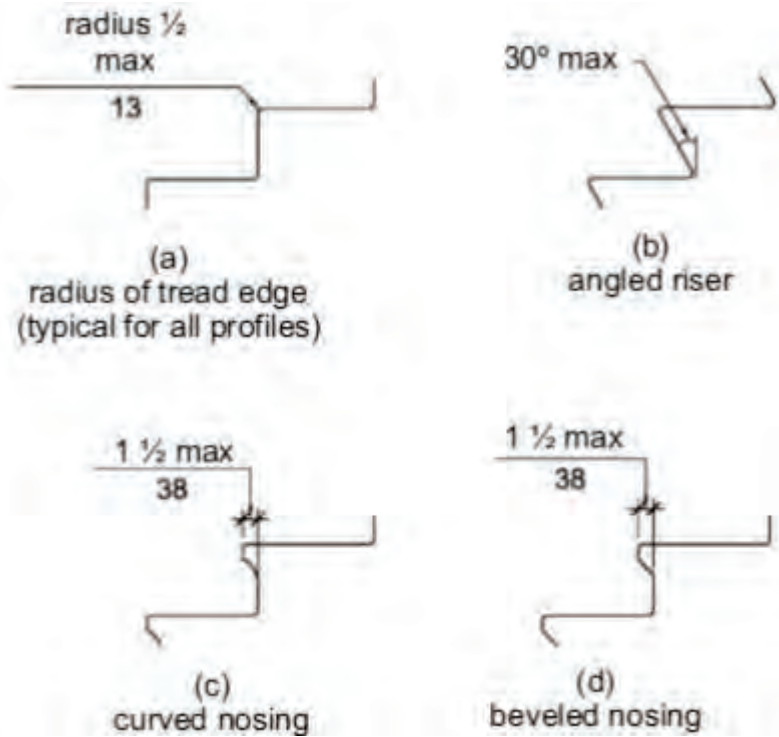 radius ½
max
13
(a)
radius of tread edge
(typical for all profiles)
30º max
(b)
angled riser
1 ½ max
38
(c)
curved nosing
1 ½ max
38
(d)
beveled nosing